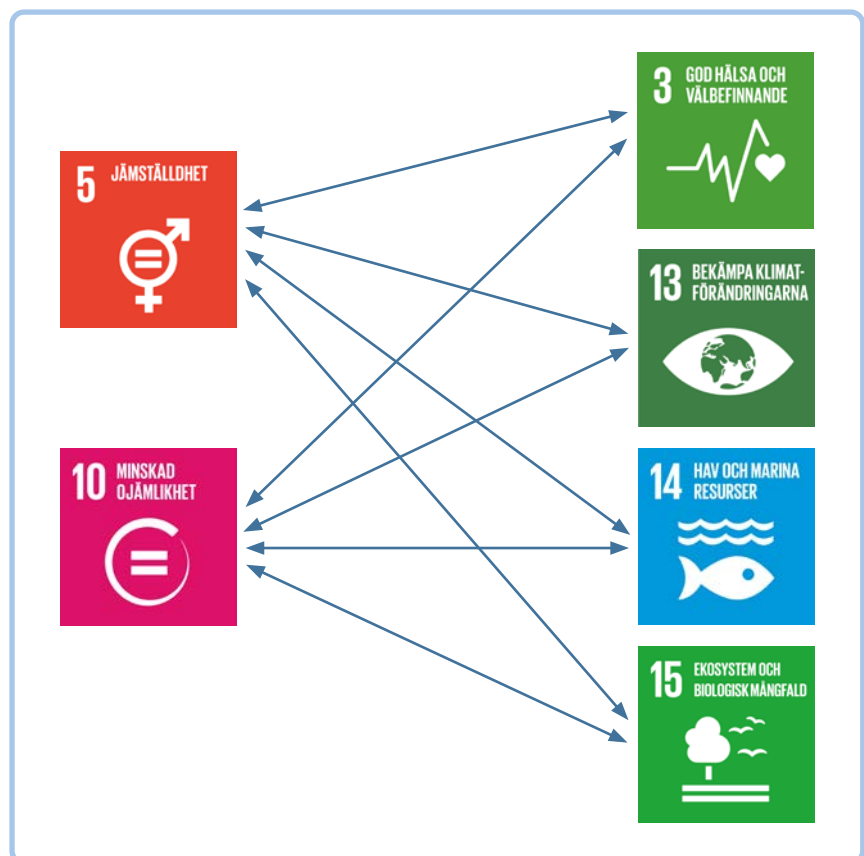 5 JÄMSTÄLLDHET
10 MINSKAD
OJÄMLIKHET
3 GOD HÄLSA OCH
VÄLBEFINNANDE
13 BEKÄMPA KLIMAT-
FÖRÄNDRINGARNA
14 HAV OCH MARINA
RESURSER
15 EKOSYSTEM OCH
BIOLOGISK MÅNGFALD